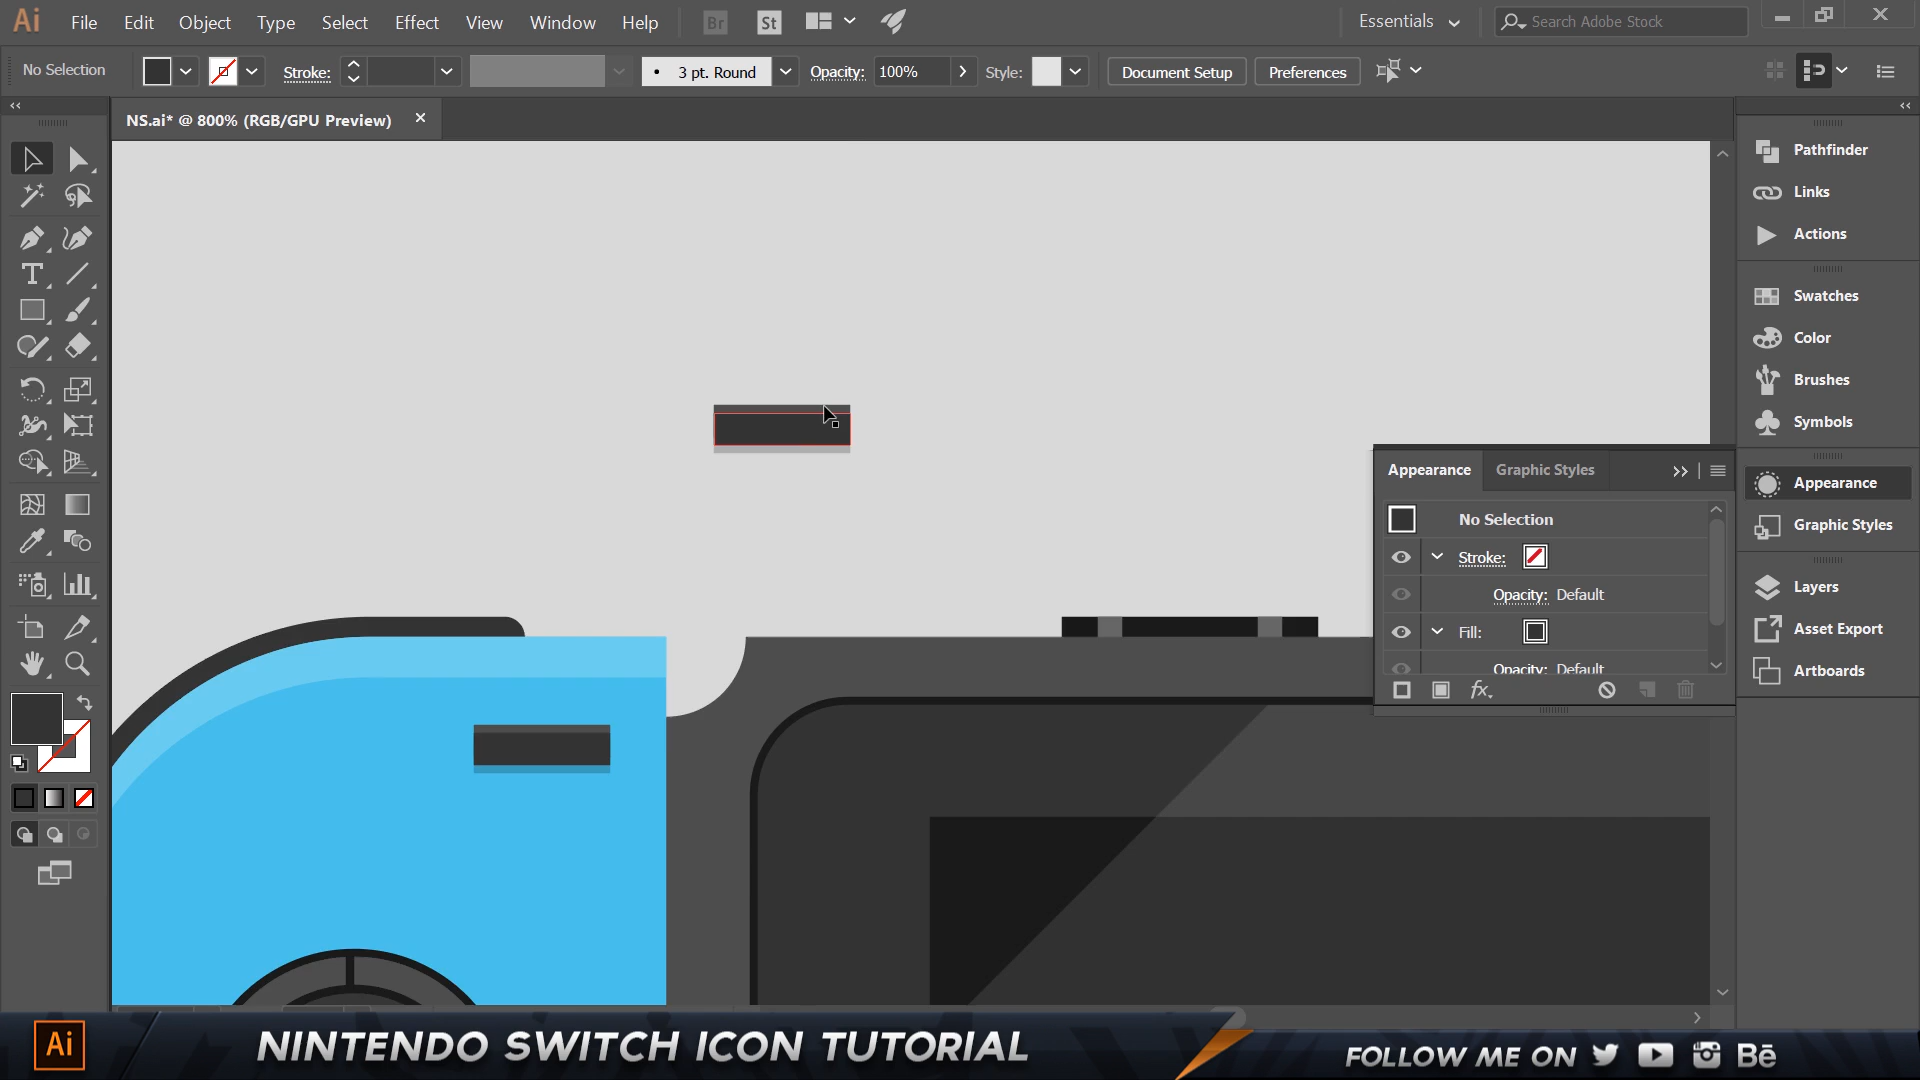 Ai File Edit Object Type Select Effect View Window Help Br St Essentials Search Adobe Stock
No Selection Stroke: 3 pt. Round Opacity: 100% Style: Document Setup Preferences
NS.ai* @ 800% (RGB/GPU Preview)
Pathfinder
Links
Actions
Swatches
Color
Brushes
Symbols
Appearance
Graphic Styles
Layers
Asset Export
Artboards
Appearance Graphic Styles
No Selection
Stroke:
Opacity: Default
Fill:
Opacity: Default
fx
Ai NINTENDO SWITCH ICON TUTORIAL
FOLLOW ME ON Bē